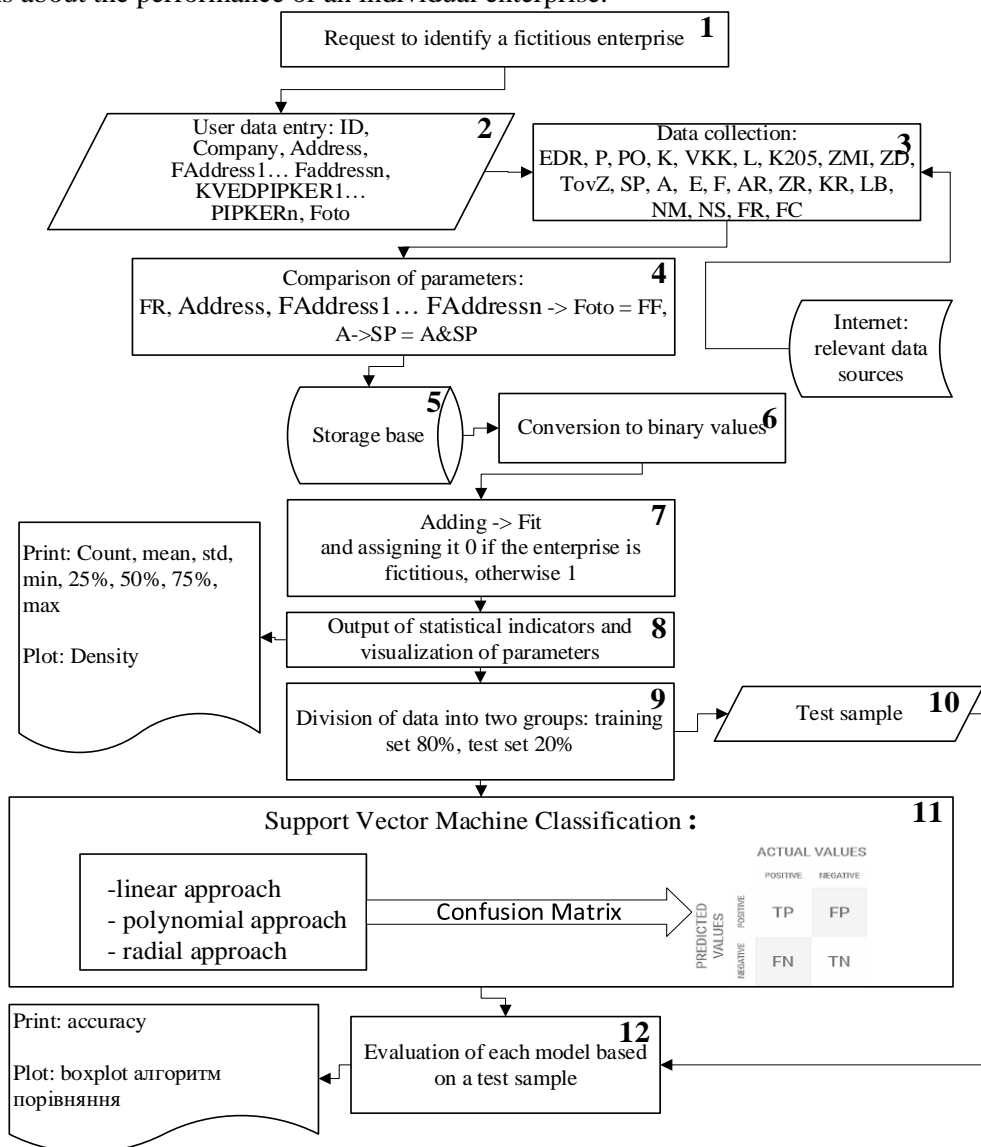 is about the performance of an individual enterprise.
1
Request to identify a fictitious enterprise
2
User data entry: ID,
Company, Address,
FAddress1… Faddressn,
KVEDPIPKER1…
PIPKERn, Foto
3
Data collection:
EDR, P, PO, K, VKK, L, K205, ZMI, ZD,
TovZ, SP, A, E, F, AR, ZR, KR, LB,
NM, NS, FR, FC
4
Comparison of parameters:
FR, Address, FAddress1… FAddressn -> Foto = FF,
A->SP = A&SP
Internet:
relevant data
sources
5
Storage base
6
Conversion to binary values
7
Adding -> Fit
and assigning it 0 if the enterprise is
fictitious, otherwise 1
Print: Count, mean, std,
min, 25%, 50%, 75%,
max
Plot: Density
8
Output of statistical indicators and
visualization of parameters
9
Division of data into two groups: training
set 80%, test set 20%
10
Test sample
11
Support Vector Machine Classification :
-linear approach
- polynomial approach
- radial approach
Confusion Matrix
ACTUAL VALUES
POSITIVE NEGATIVE
PREDICTED
VALUES
POSITIVE
TP FP
NEGATIVE
FN TN
12
Evaluation of each model based
on a test sample
Print: accuracy
Plot: boxplot алгоритм
порівняння